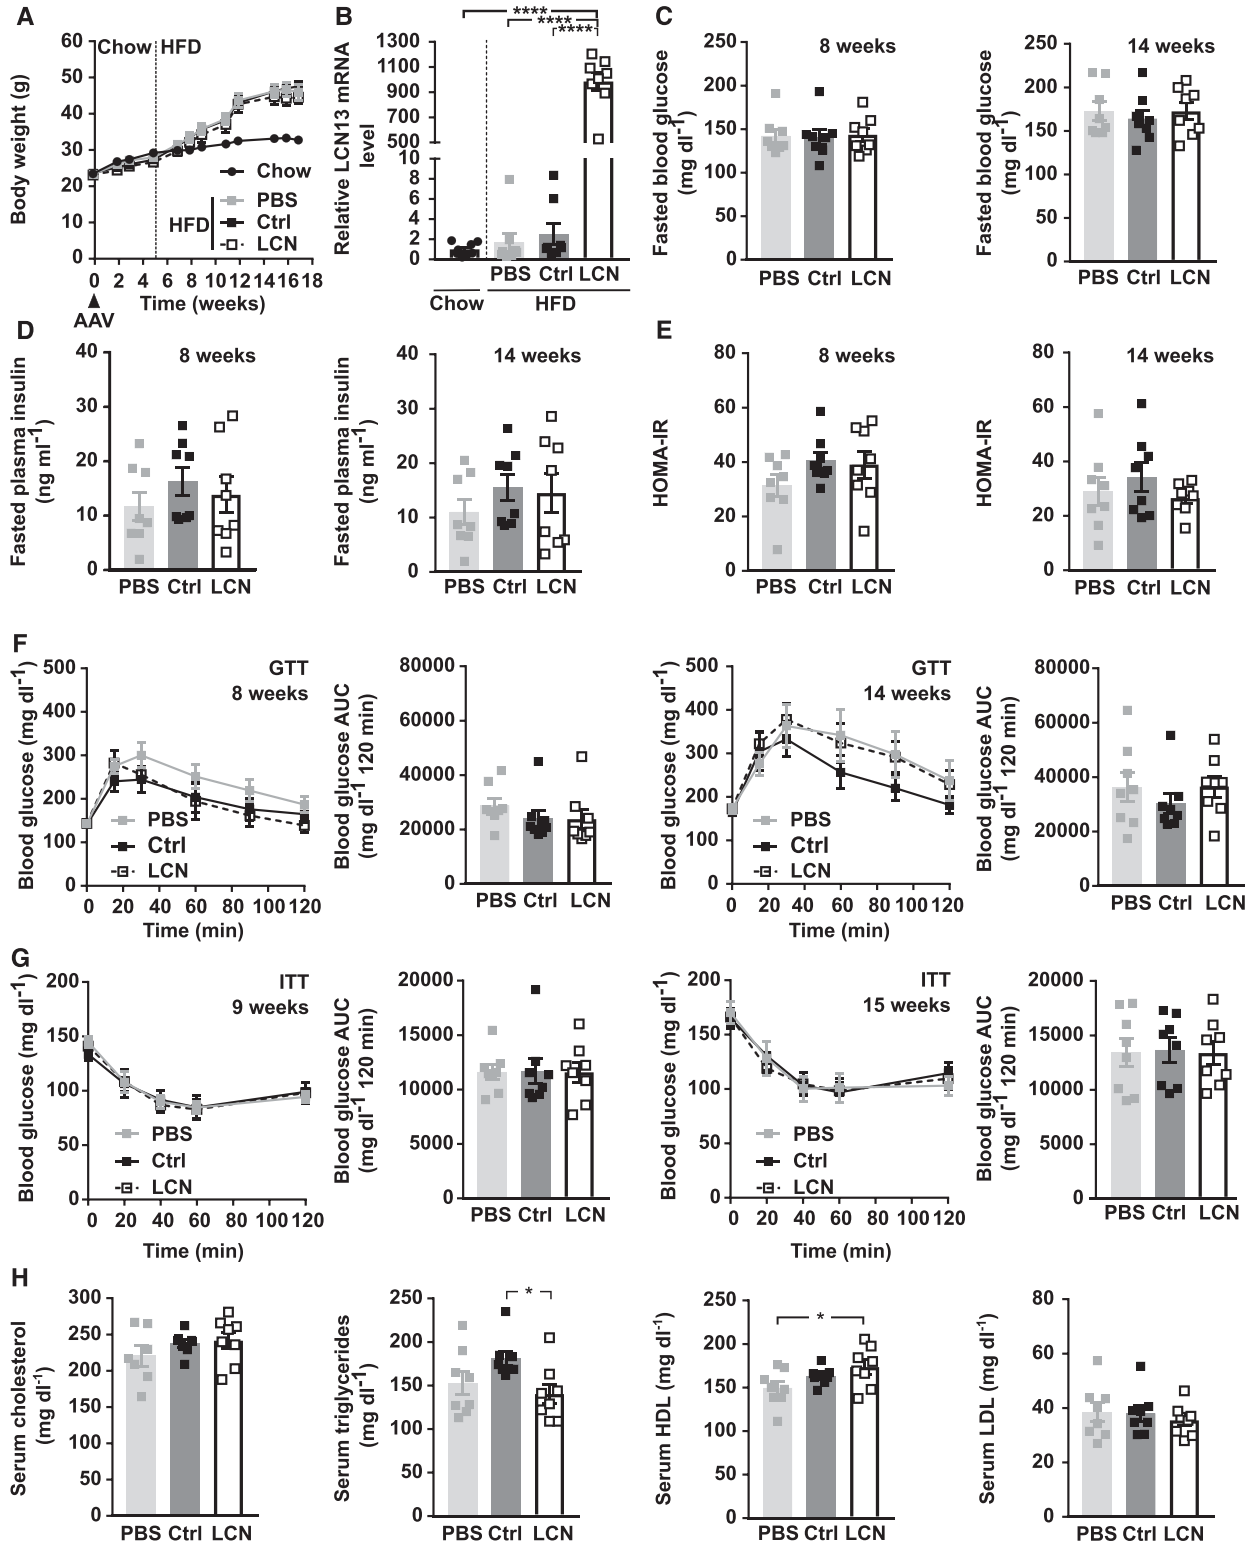 A
Body weight (g)
60
50
40
30
20
10
0
Chow HFD
Chow
HFD
PBS
Ctrl
LCN
0 2 4 6 8 10 12 14 16 18
Time (weeks)
AAV
B
Relative LCN13 mRNA
level
****
****
****
1300
1100
900
700
500
10
8
6
4
2
0
PBS Ctrl LCN
Chow HFD
C
Fasted blood glucose
(mg dl-1)
250
200
150
100
50
0
8 weeks
PBS Ctrl LCN
Fasted blood glucose
(mg dl-1)
250
200
150
100
50
0
14 weeks
PBS Ctrl LCN
D
Fasted plasma insulin
(ng ml-1)
40
30
20
10
0
8 weeks
PBS Ctrl LCN
Fasted plasma insulin
(ng ml-1)
40
30
20
10
0
14 weeks
PBS Ctrl LCN
E
HOMA-IR
80
60
40
20
0
8 weeks
PBS Ctrl LCN
HOMA-IR
80
60
40
20
0
14 weeks
PBS Ctrl LCN
F
Blood glucose (mg dl-1)
500
400
300
200
100
0
GTT
8 weeks
PBS
Ctrl
LCN
0 20 40 60 80 100 120
Time (min)
Blood glucose AUC
(mg dl-1 120 min)
80000
60000
40000
20000
0
PBS Ctrl LCN
Blood glucose (mg dl-1)
500
400
300
200
100
0
GTT
14 weeks
PBS
Ctrl
LCN
0 20 40 60 80 100 120
Time (min)
Blood glucose AUC
(mg dl-1 120 min)
80000
60000
40000
20000
0
PBS Ctrl LCN
G
Blood glucose (mg dl-1)
200
150
100
50
0
ITT
9 weeks
PBS
Ctrl
LCN
0 20 40 60 80 100 120
Time (min)
Blood glucose AUC
(mg dl-1 120 min)
20000
15000
10000
5000
0
PBS Ctrl LCN
Blood glucose (mg dl-1)
200
150
100
50
0
ITT
15 weeks
PBS
Ctrl
LCN
0 20 40 60 80 100 120
Time (min)
Blood glucose AUC
(mg dl-1 120 min)
20000
15000
10000
5000
0
PBS Ctrl LCN
H
Serum cholesterol
(mg dl-1)
300
250
200
150
100
50
0
PBS Ctrl LCN
Serum triglycerides
(mg dl-1)
250
200
150
100
50
0
*
PBS Ctrl LCN
Serum HDL (mg dl-1)
250
200
150
100
50
0
*
PBS Ctrl LCN
Serum LDL (mg dl-1)
80
60
40
20
0
PBS Ctrl LCN